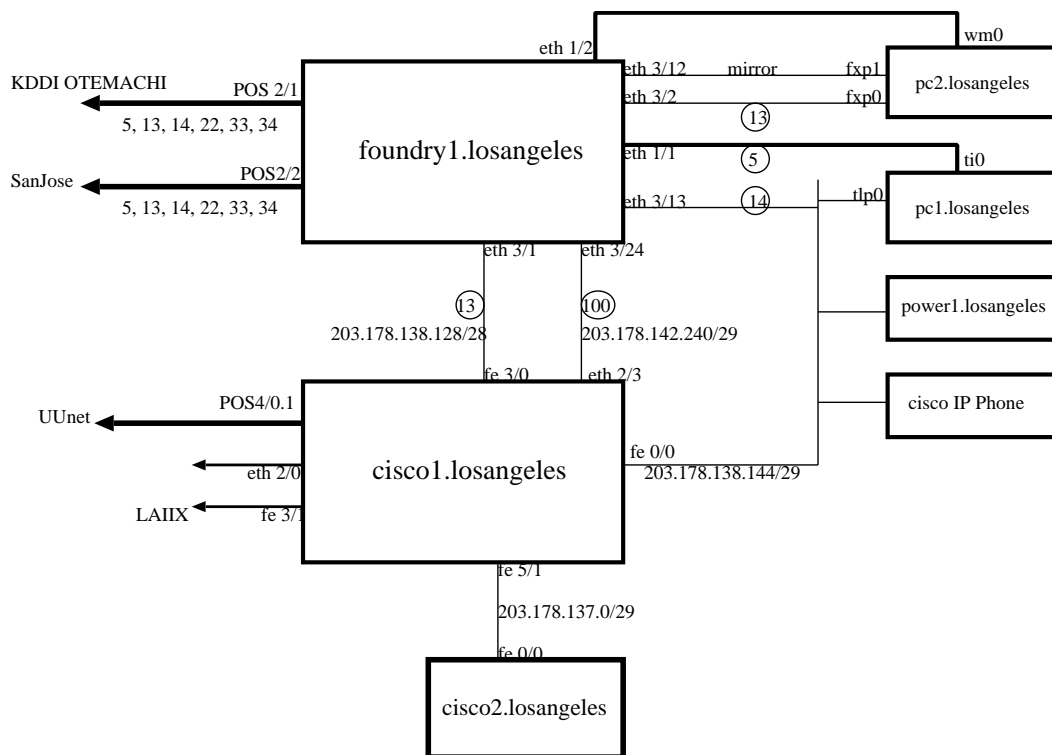 wm0
eth 1/2
eth 3/12
mirror
fxp1
KDDI OTEMACHI
POS 2/1
pc2.losangeles
eth 3/2
fxp0
13
5, 13, 14, 22, 33, 34
foundry1.losangeles
eth 1/1
5
ti0
SanJose
POS2/2
eth 3/13
14
tlp0
pc1.losangeles
5, 13, 14, 22, 33, 34
eth 3/1
eth 3/24
13
100
power1.losangeles
203.178.138.128/28
203.178.142.240/29
fe 3/0
eth 2/3
POS4/0.1
cisco IP Phone
UUnet
fe 0/0
eth 2/0
cisco1.losangeles
203.178.138.144/29
LAIIX
fe 3/1
fe 5/1
203.178.137.0/29
fe 0/0
cisco2.losangeles